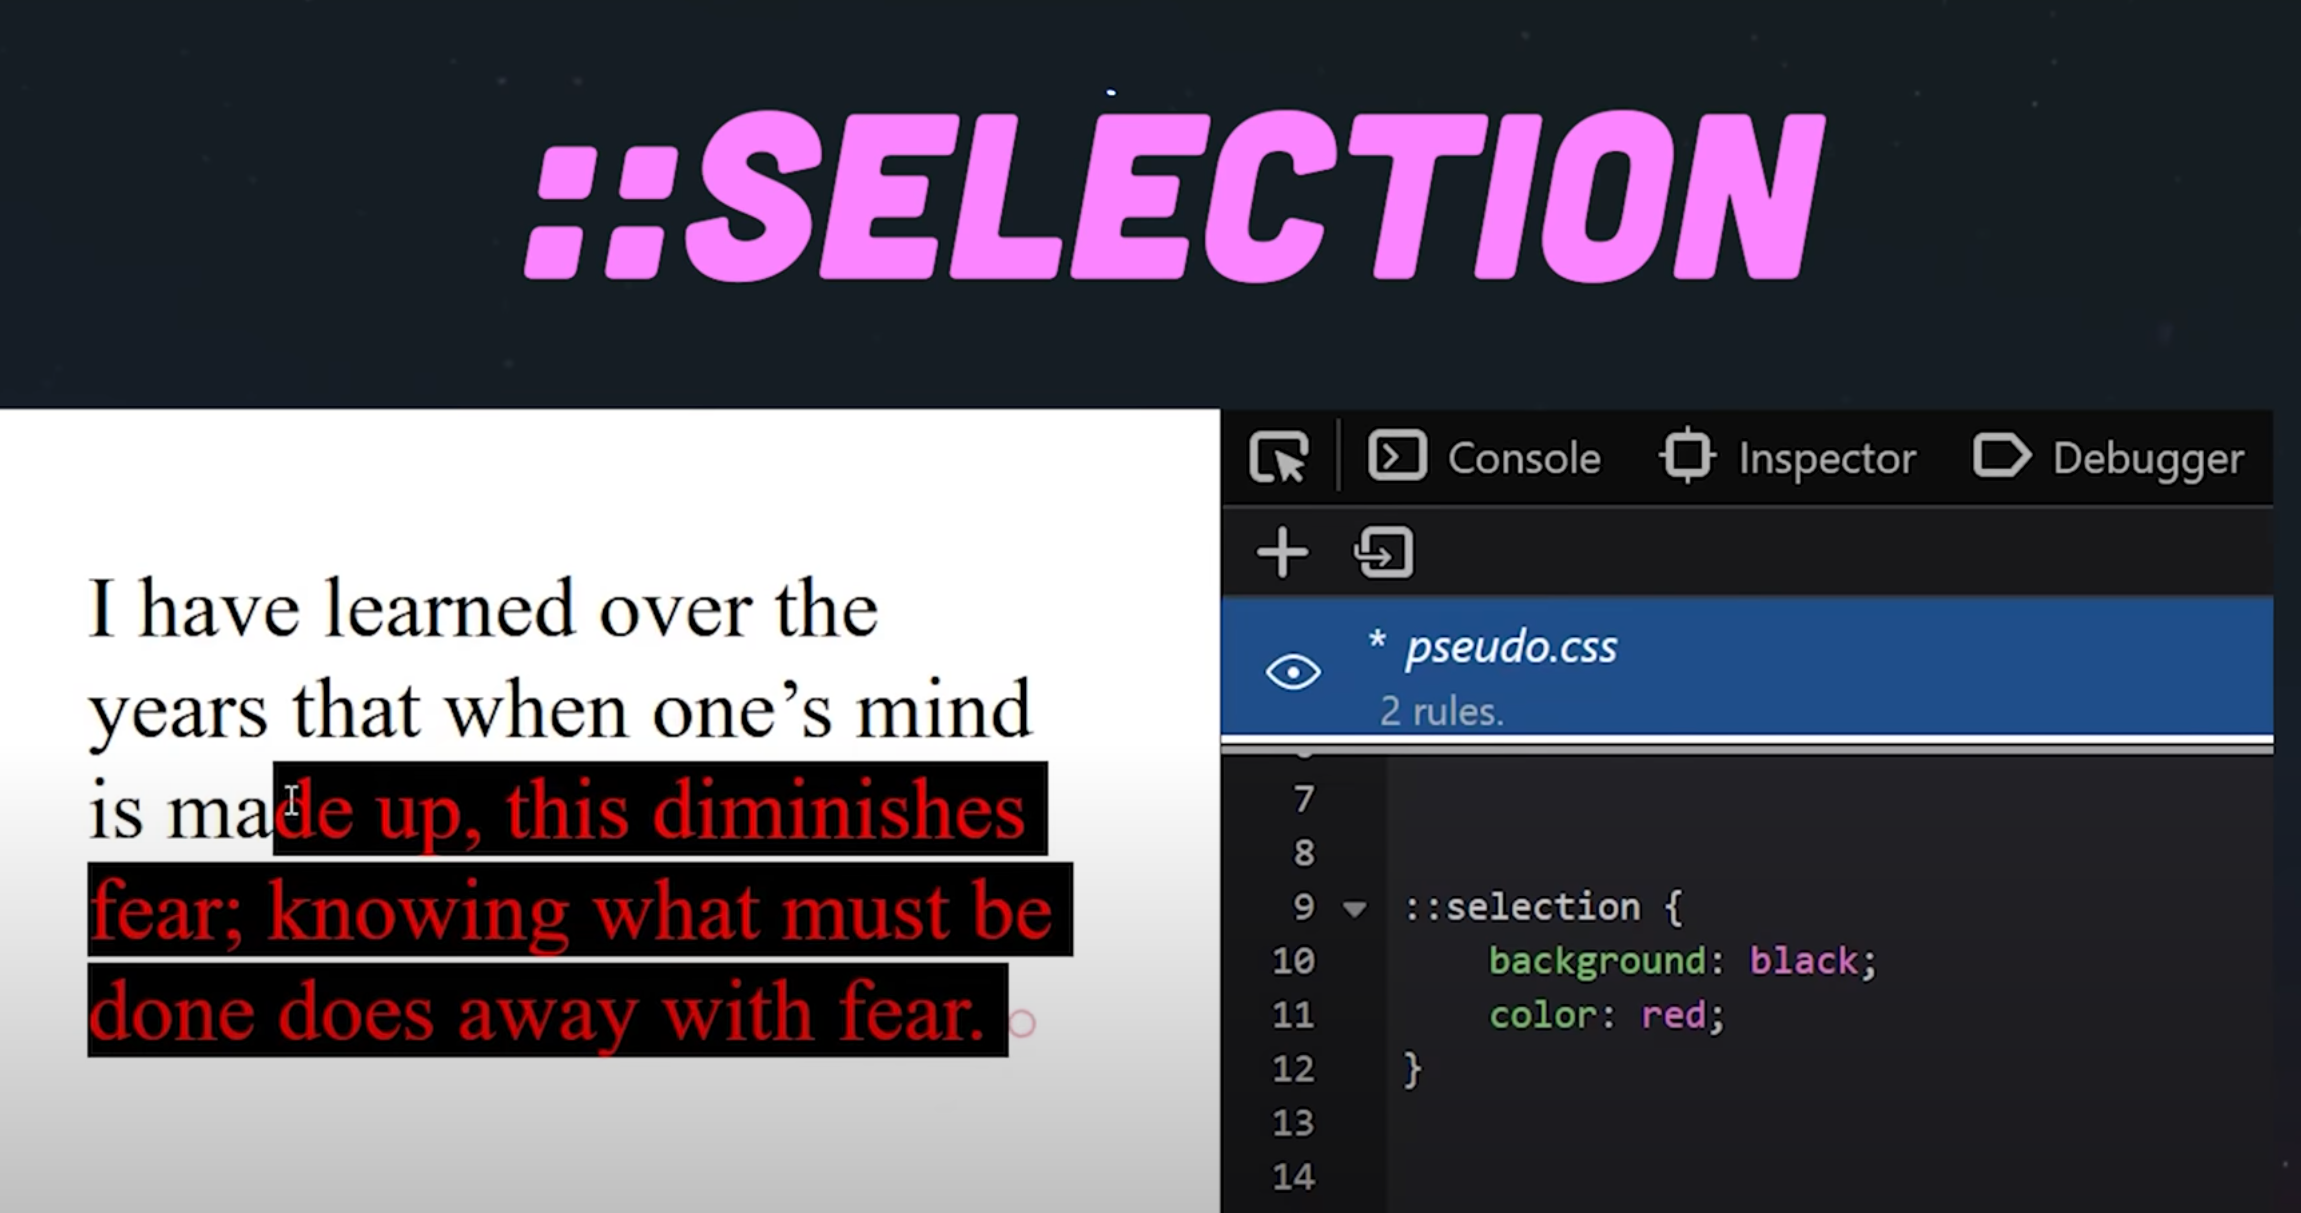 ::SELECTION
I have learned over the
years that when one’s mind
is made up, this diminishes
fear; knowing what must be
done does away with fear.
Console Inspector Debugger
* pseudo.css
2 rules.
7
8
9 ::selection {
10 background: black;
11 color: red;
12 }
13
14